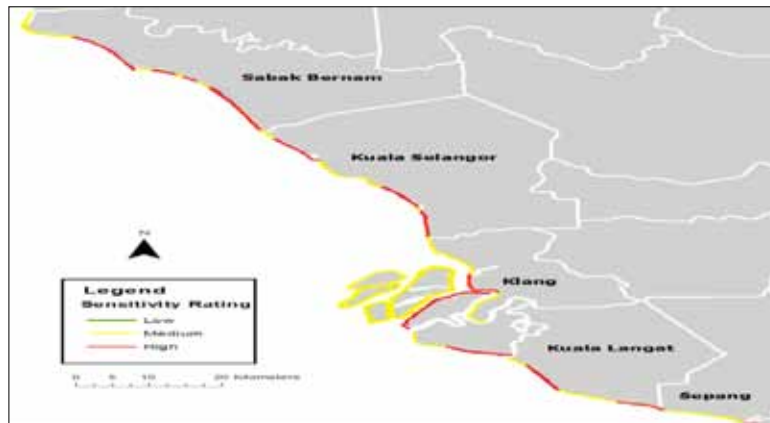 Sabak Bernam
Kuala Selangor
N
Klang
Legend
Sensitivity Rating
Low
Medium
High
Kuala Langat
0 5 10 20 Kilometers
Sepang